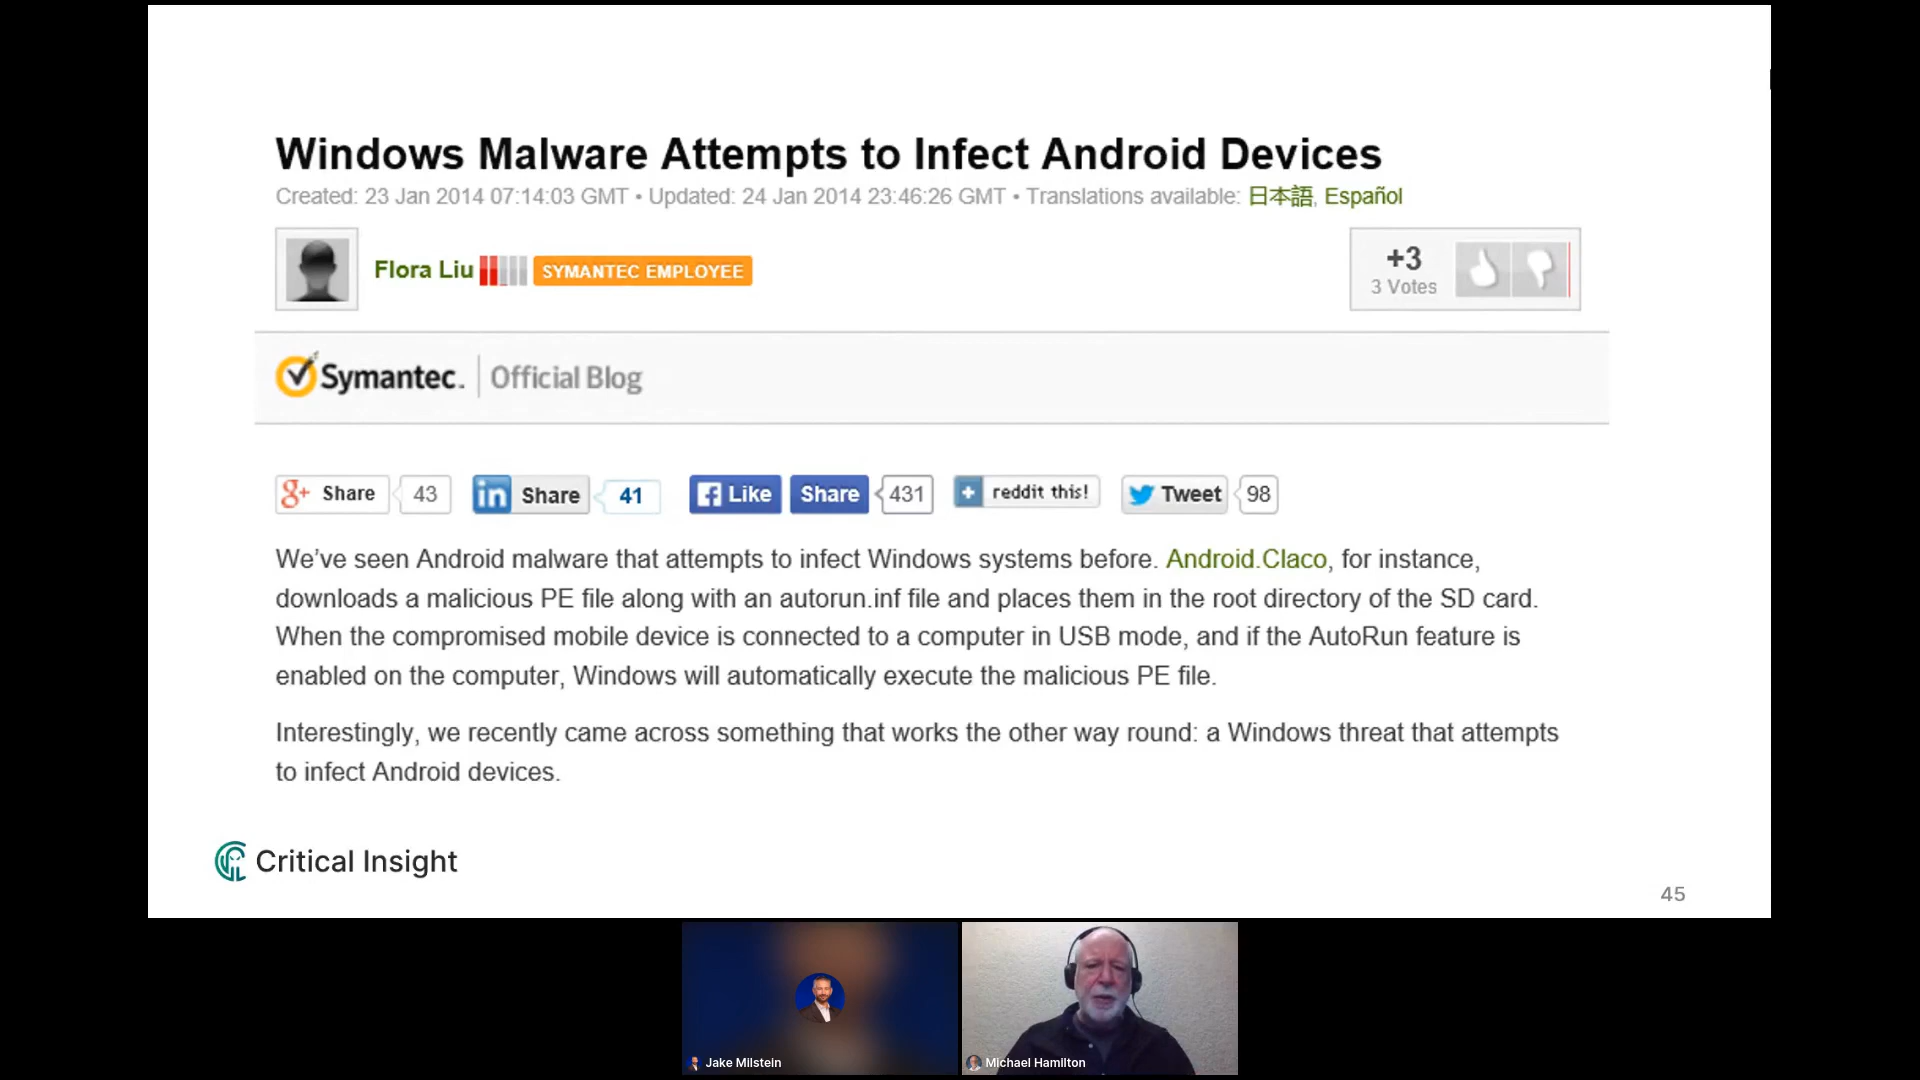 Windows Malware Attempts to Infect Android Devices
Created: 23 Jan 2014 07:14:03 GMT • Updated: 24 Jan 2014 23:46:26 GMT • Translations available: 日本語, Español
Flora Liu SYMANTEC EMPLOYEE
+3
3 Votes
Symantec. Official Blog
g+ Share 43 in Share 41 f Like Share 431 reddit this! Tweet 98
We’ve seen Android malware that attempts to infect Windows systems before. Android.Claco, for instance,
downloads a malicious PE file along with an autorun.inf file and places them in the root directory of the SD card.
When the compromised mobile device is connected to a computer in USB mode, and if the AutoRun feature is
enabled on the computer, Windows will automatically execute the malicious PE file.
Interestingly, we recently came across something that works the other way round: a Windows threat that attempts
to infect Android devices.
Critical Insight
45
Jake Milstein
Michael Hamilton